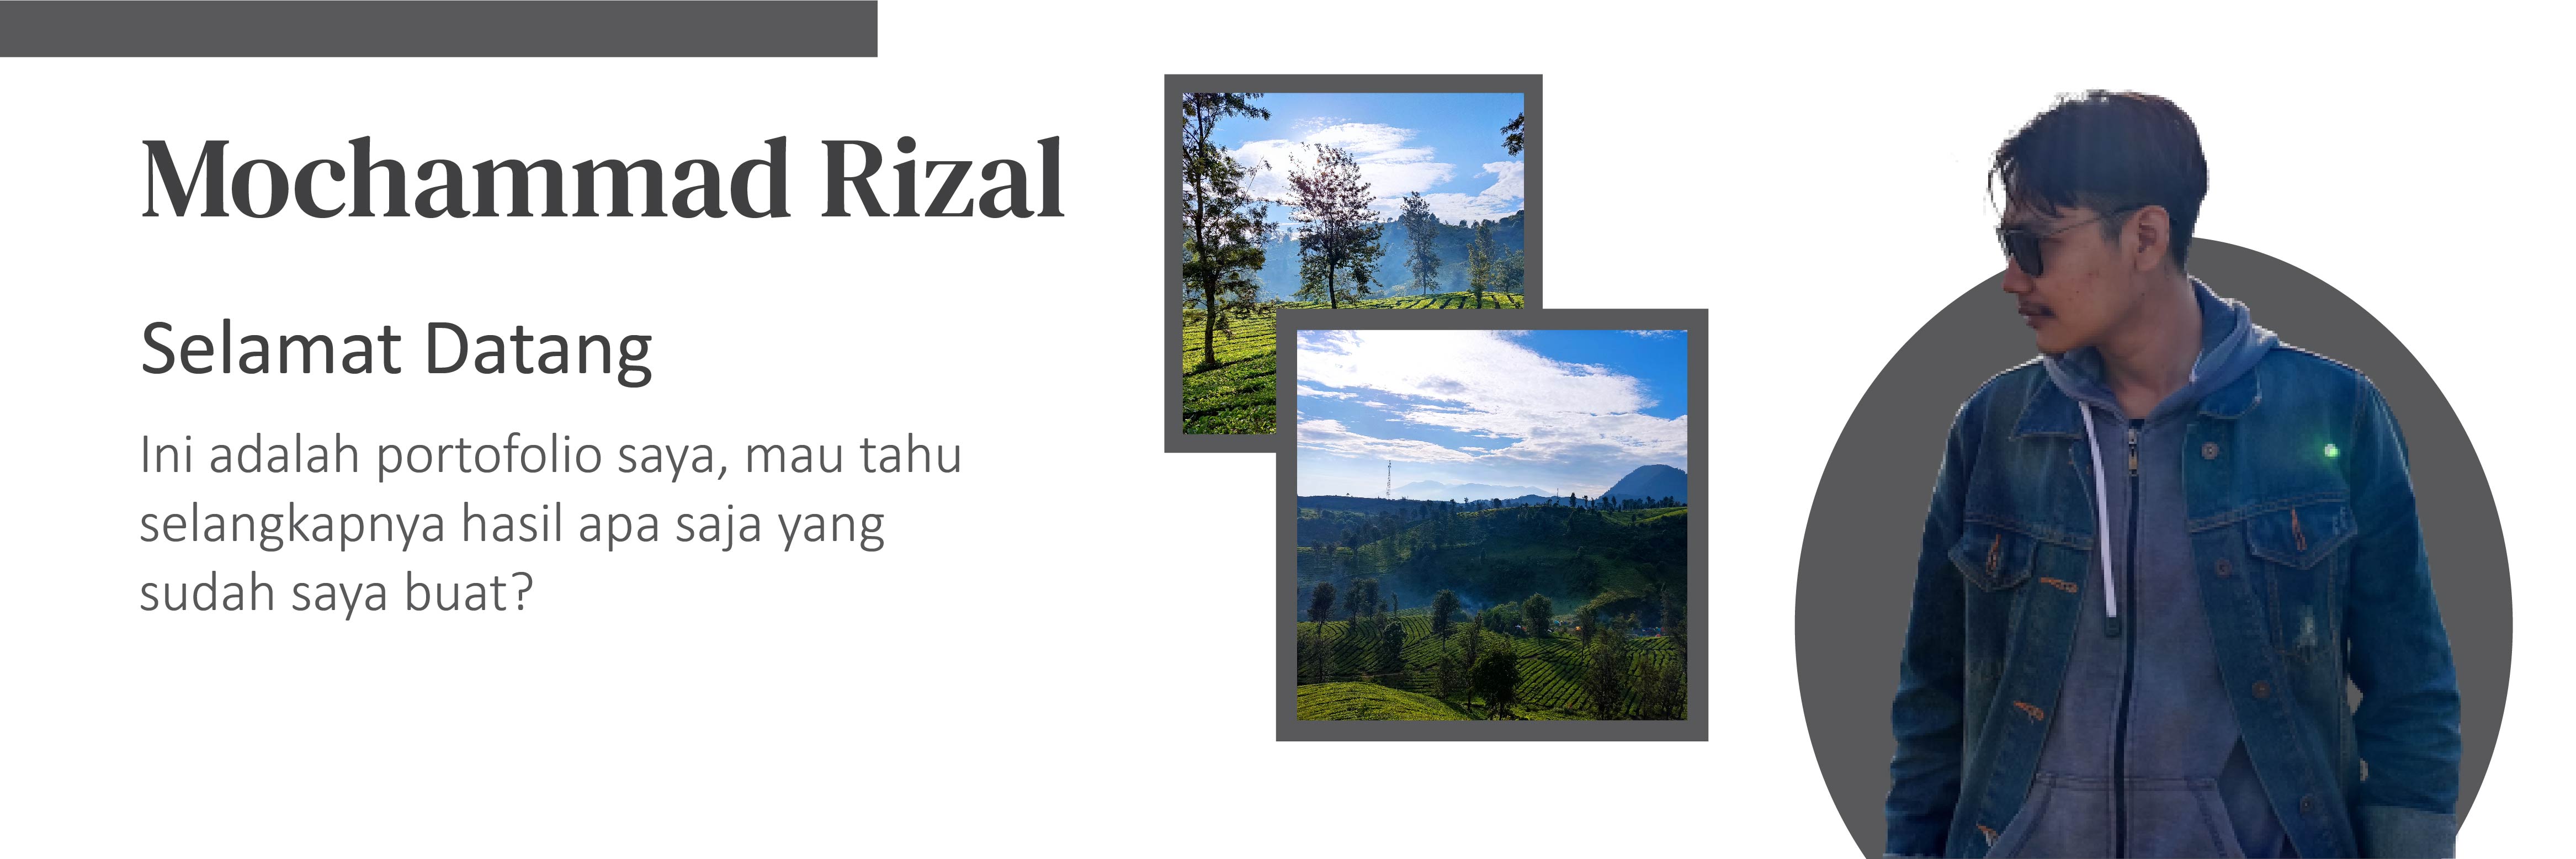 Mochammad Rizal
Selamat Datang
Ini adalah portofolio saya, mau tahu
selangkapnya hasil apa saja yang
sudah saya buat?